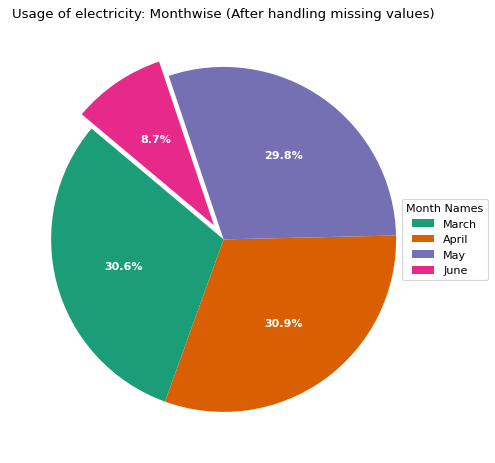 Usage of electricity: Monthwise (After handling missing values)
8.7%
29.8%
30.6%
30.9%
Month Names
March
April
May
June